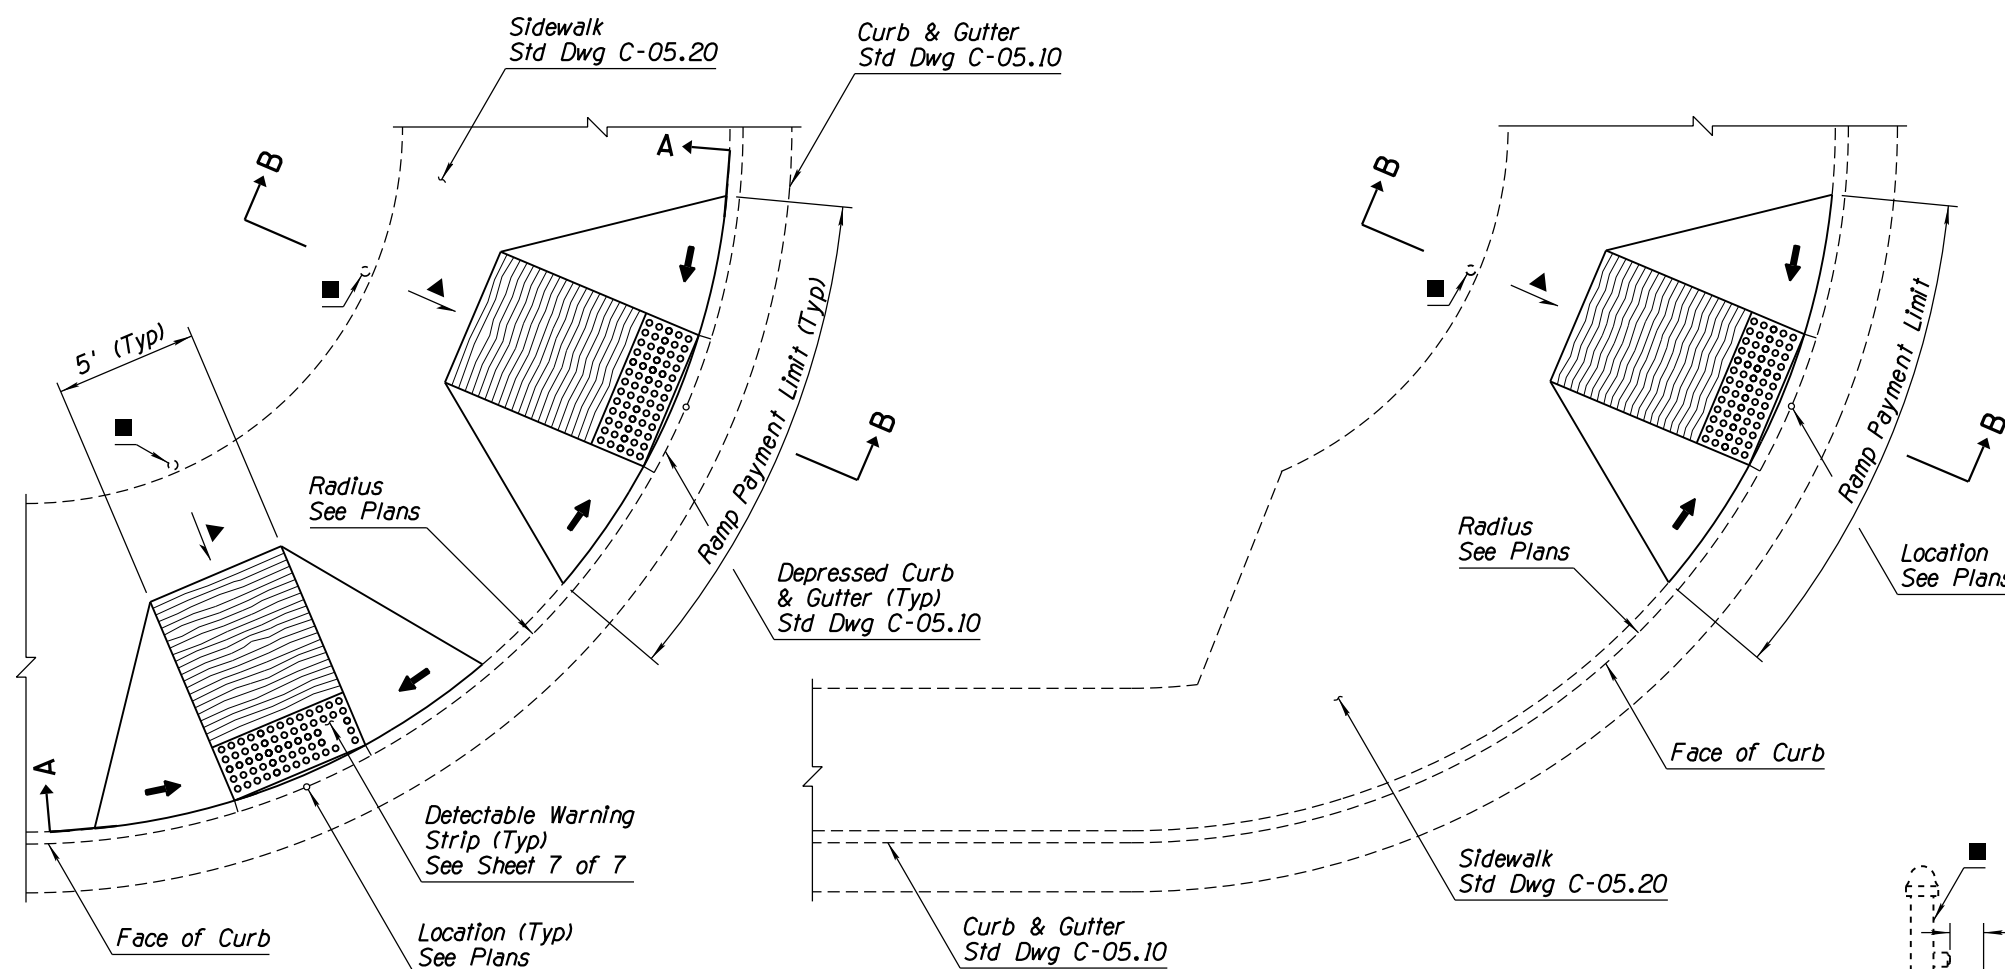 Sidewalk
Std Dwg C-05.20
Curb & Gutter
Std Dwg C-05.10
A
B
B
5' (Typ)
Ramp Payment Limit (Typ)
Ramp Payment Limit
B
B
Radius
See Plans
Radius
See Plans
Location
See Plans
Depressed Curb
& Gutter (Typ)
Std Dwg C-05.10
A
Face of Curb
Detectable Warning
Strip (Typ)
See Sheet 7 of 7
Sidewalk
Std Dwg C-05.20
Face of Curb
Location (Typ)
See Plans
Curb & Gutter
Std Dwg C-05.10